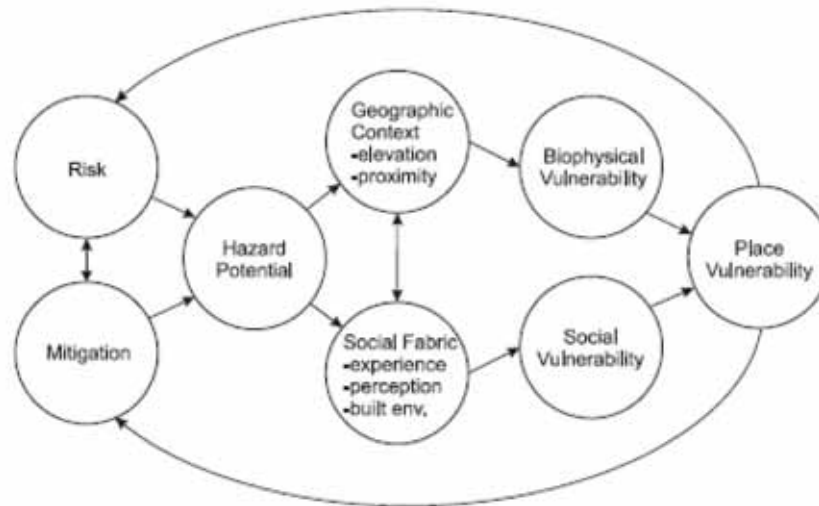 Risk
Mitigation
Hazard
Potential
Geographic
Context
-elevation
-proximity
Social Fabric
-experience
-perception
-built env.
Biophysical
Vulnerability
Social
Vulnerability
Place
Vulnerability